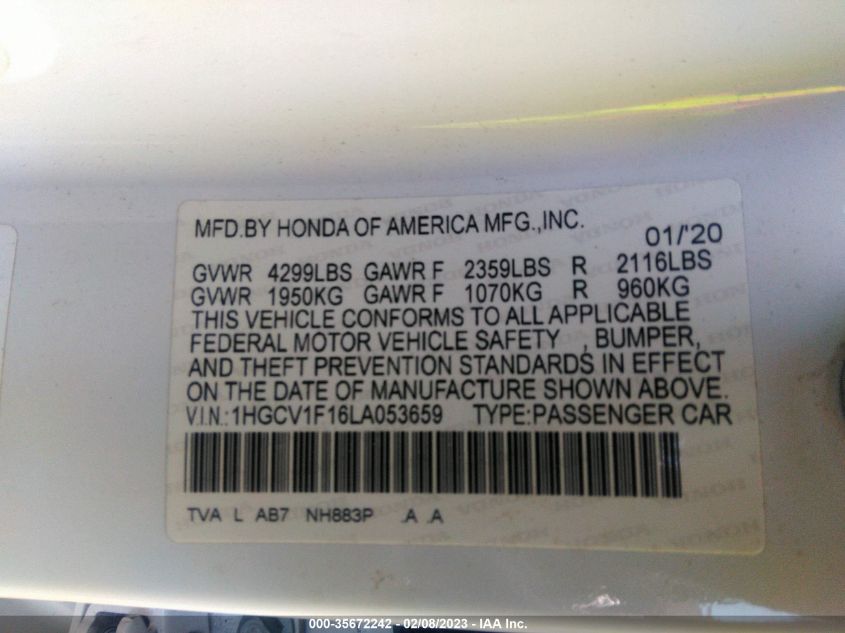 MFD.BY HONDA OF AMERICA MFG.,INC. 01/'20
GVWR 4299LBS GAWR F 2359LBS R 2116LBS
GVWR 1950KG GAWR F 1070KG R 960KG
THIS VEHICLE CONFORMS TO ALL APPLICABLE
FEDERAL MOTOR VEHICLE SAFETY , BUMPER,
AND THEFT PREVENTION STANDARDS IN EFFECT
ON THE DATE OF MANUFACTURE SHOWN ABOVE.
V.I.N.:1HGCV1F16LA053659 TYPE:PASSENGER CAR
TVA L AB7 NH883P .A .A
000-35672242 - 02/08/2023 - IAA Inc.